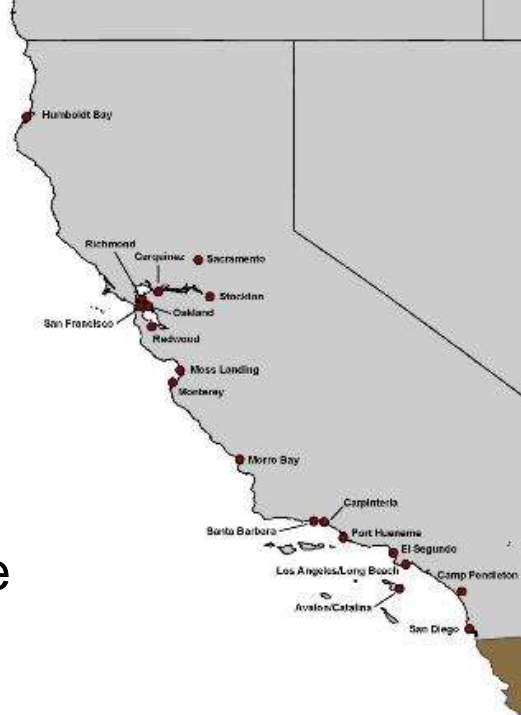 Humboldt Bay
Richmond
Carquinez
Sacramento
Stockton
Oakland
San Francisco
Redwood
Moss Landing
Monterey
Morro Bay
Carpinteria
Santa Barbara
Port Hueneme
El Segundo
e
Los Angeles/Long Beach
Camp Pendleton
Avalon/Catalina
San Diego